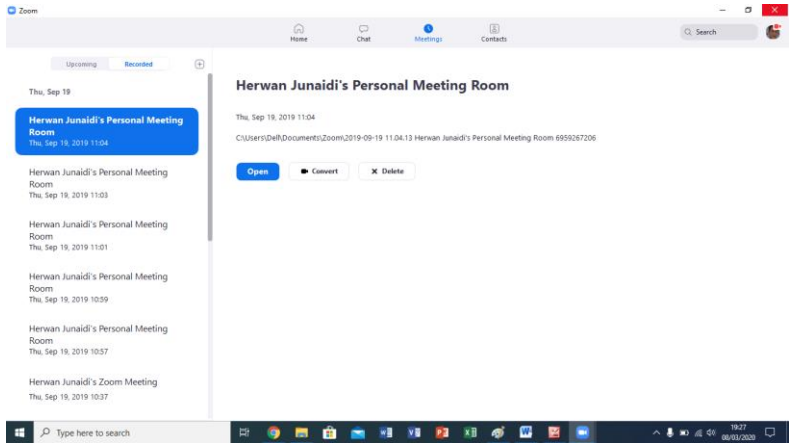 Zoom
Home
Chat
Meetings
Contacts
Search
Upcoming
Recorded
Thu, Sep 19
Herwan Junaidi's Personal Meeting
Room
Thu, Sep 19, 2019 11:04
Herwan Junaidi's Personal Meeting
Room
Thu, Sep 19, 2019 11:03
Herwan Junaidi's Personal Meeting
Room
Thu, Sep 19, 2019 11:01
Herwan Junaidi's Personal Meeting
Room
Thu, Sep 19, 2019 10:59
Herwan Junaidi's Personal Meeting
Room
Thu, Sep 19, 2019 10:57
Herwan Junaidi's Zoom Meeting
Thu, Sep 19, 2019 10:37
Herwan Junaidi's Personal Meeting Room
Thu, Sep 19, 2019 11:04
C:\Users\Dell\Documents\Zoom\2019-09-19 11.04.13 Herwan Junaidi's Personal Meeting Room 6959267206
Open
Convert
Delete
Type here to search
19:27
08/03/2020